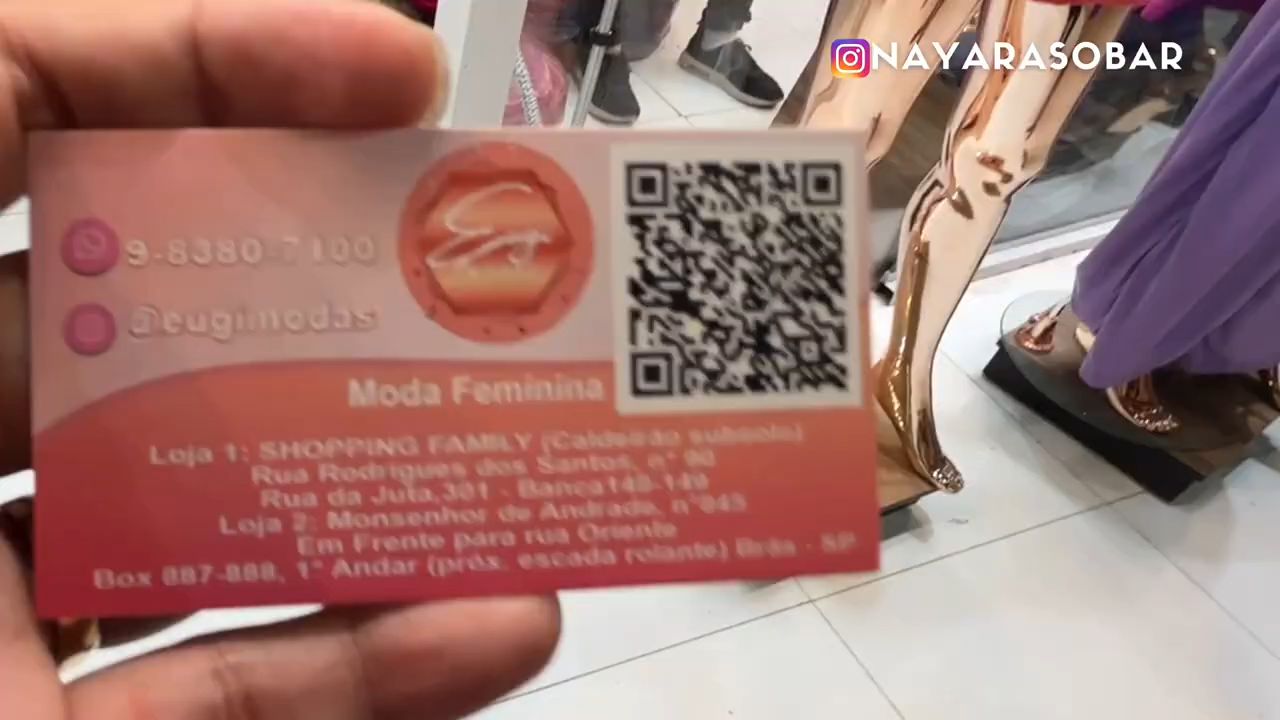 NAYARASOBAR
9-8380-7100
@eugimodas
Moda Feminina
Loja 1: SHOPPING FAMILY (Caldeirão subsolo)
Rua Rodrigues dos Santos, n° 90
Rua da Juta,301 - Banca148-149
Loja 2: Monsenhor de Andrade, n°945
Em Frente para rua Oriente
Box 887-888, 1° Andar (próx. escada rolante) Brás - SP